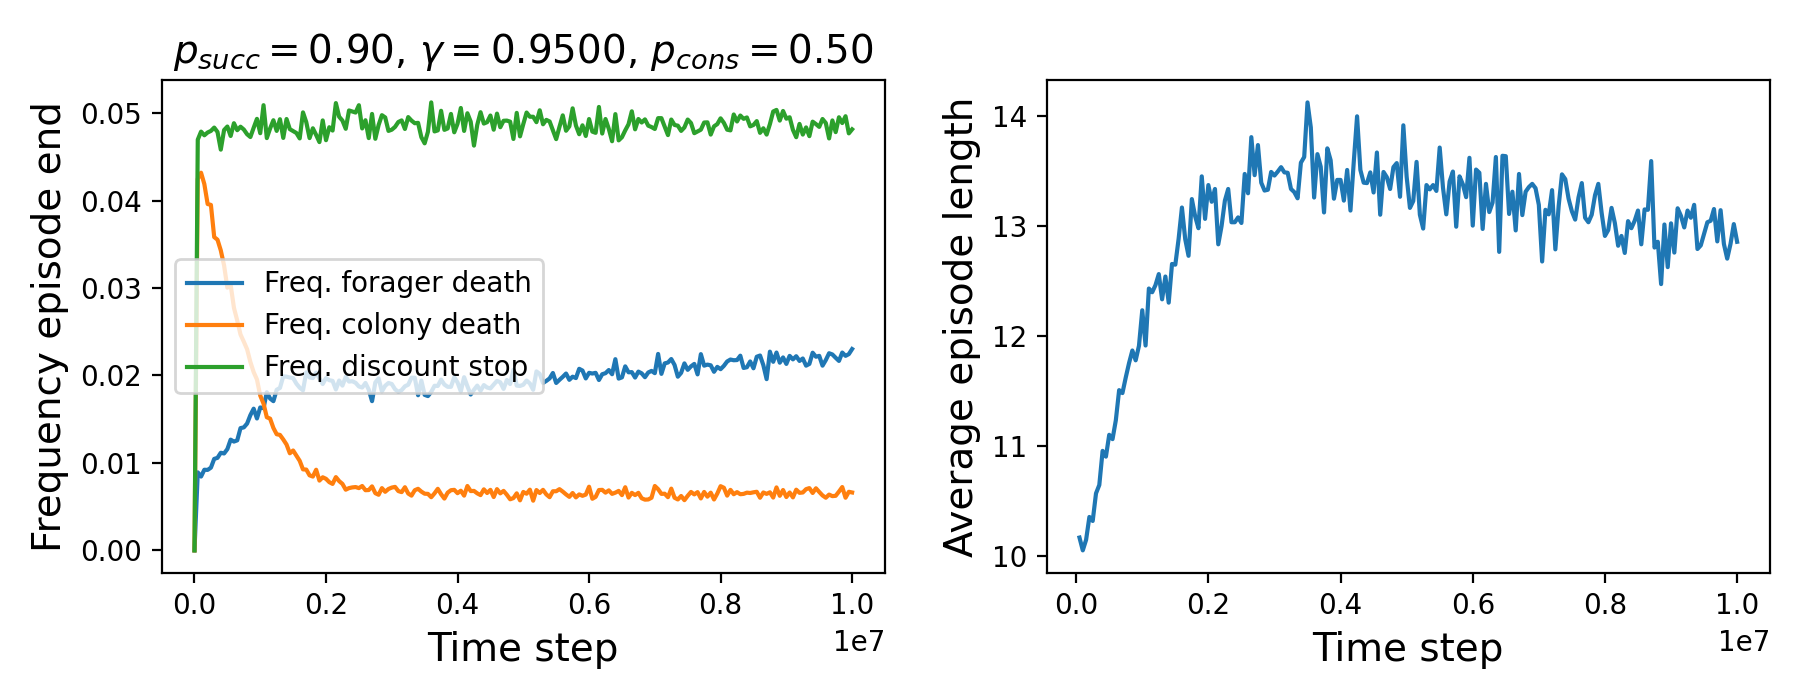 p_succ = 0.90, γ = 0.9500, p_cons = 0.50
Frequency episode end
0.05
0.04
0.03
0.02
0.01
0.00
Freq. forager death
Freq. colony death
Freq. discount stop
0.0 0.2 0.4 0.6 0.8 1.0
1e7
Time step
Average episode length
14
13
12
11
10
0.0 0.2 0.4 0.6 0.8 1.0
1e7
Time step